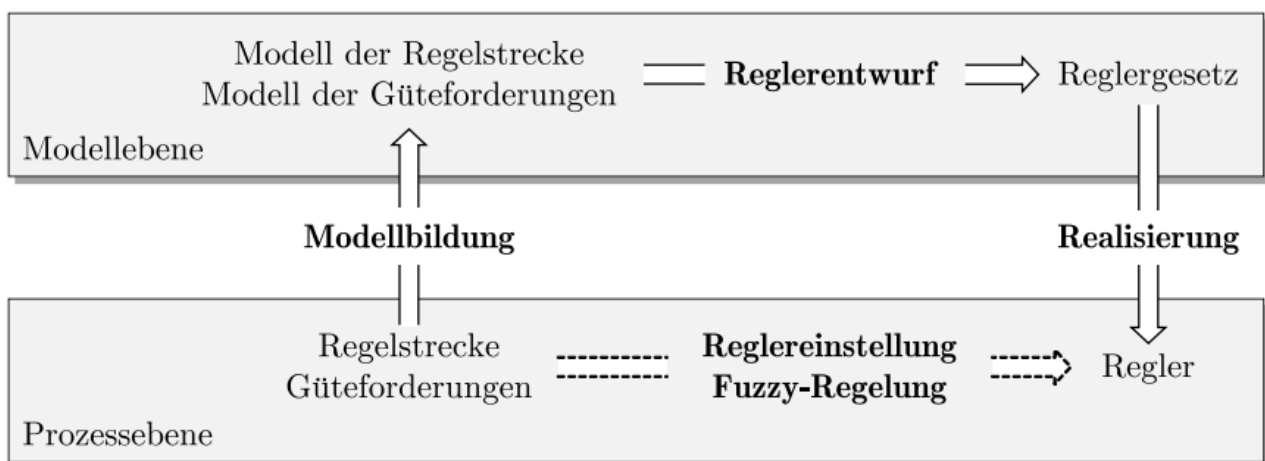 Modell der Regelstrecke
Modell der Güteforderungen
Reglerentwurf
Reglergesetz
Modellebene
Modellbildung
Realisierung
Regelstrecke
Güteforderungen
Reglereinstellung
Fuzzy-Regelung
Regler
Prozessebene